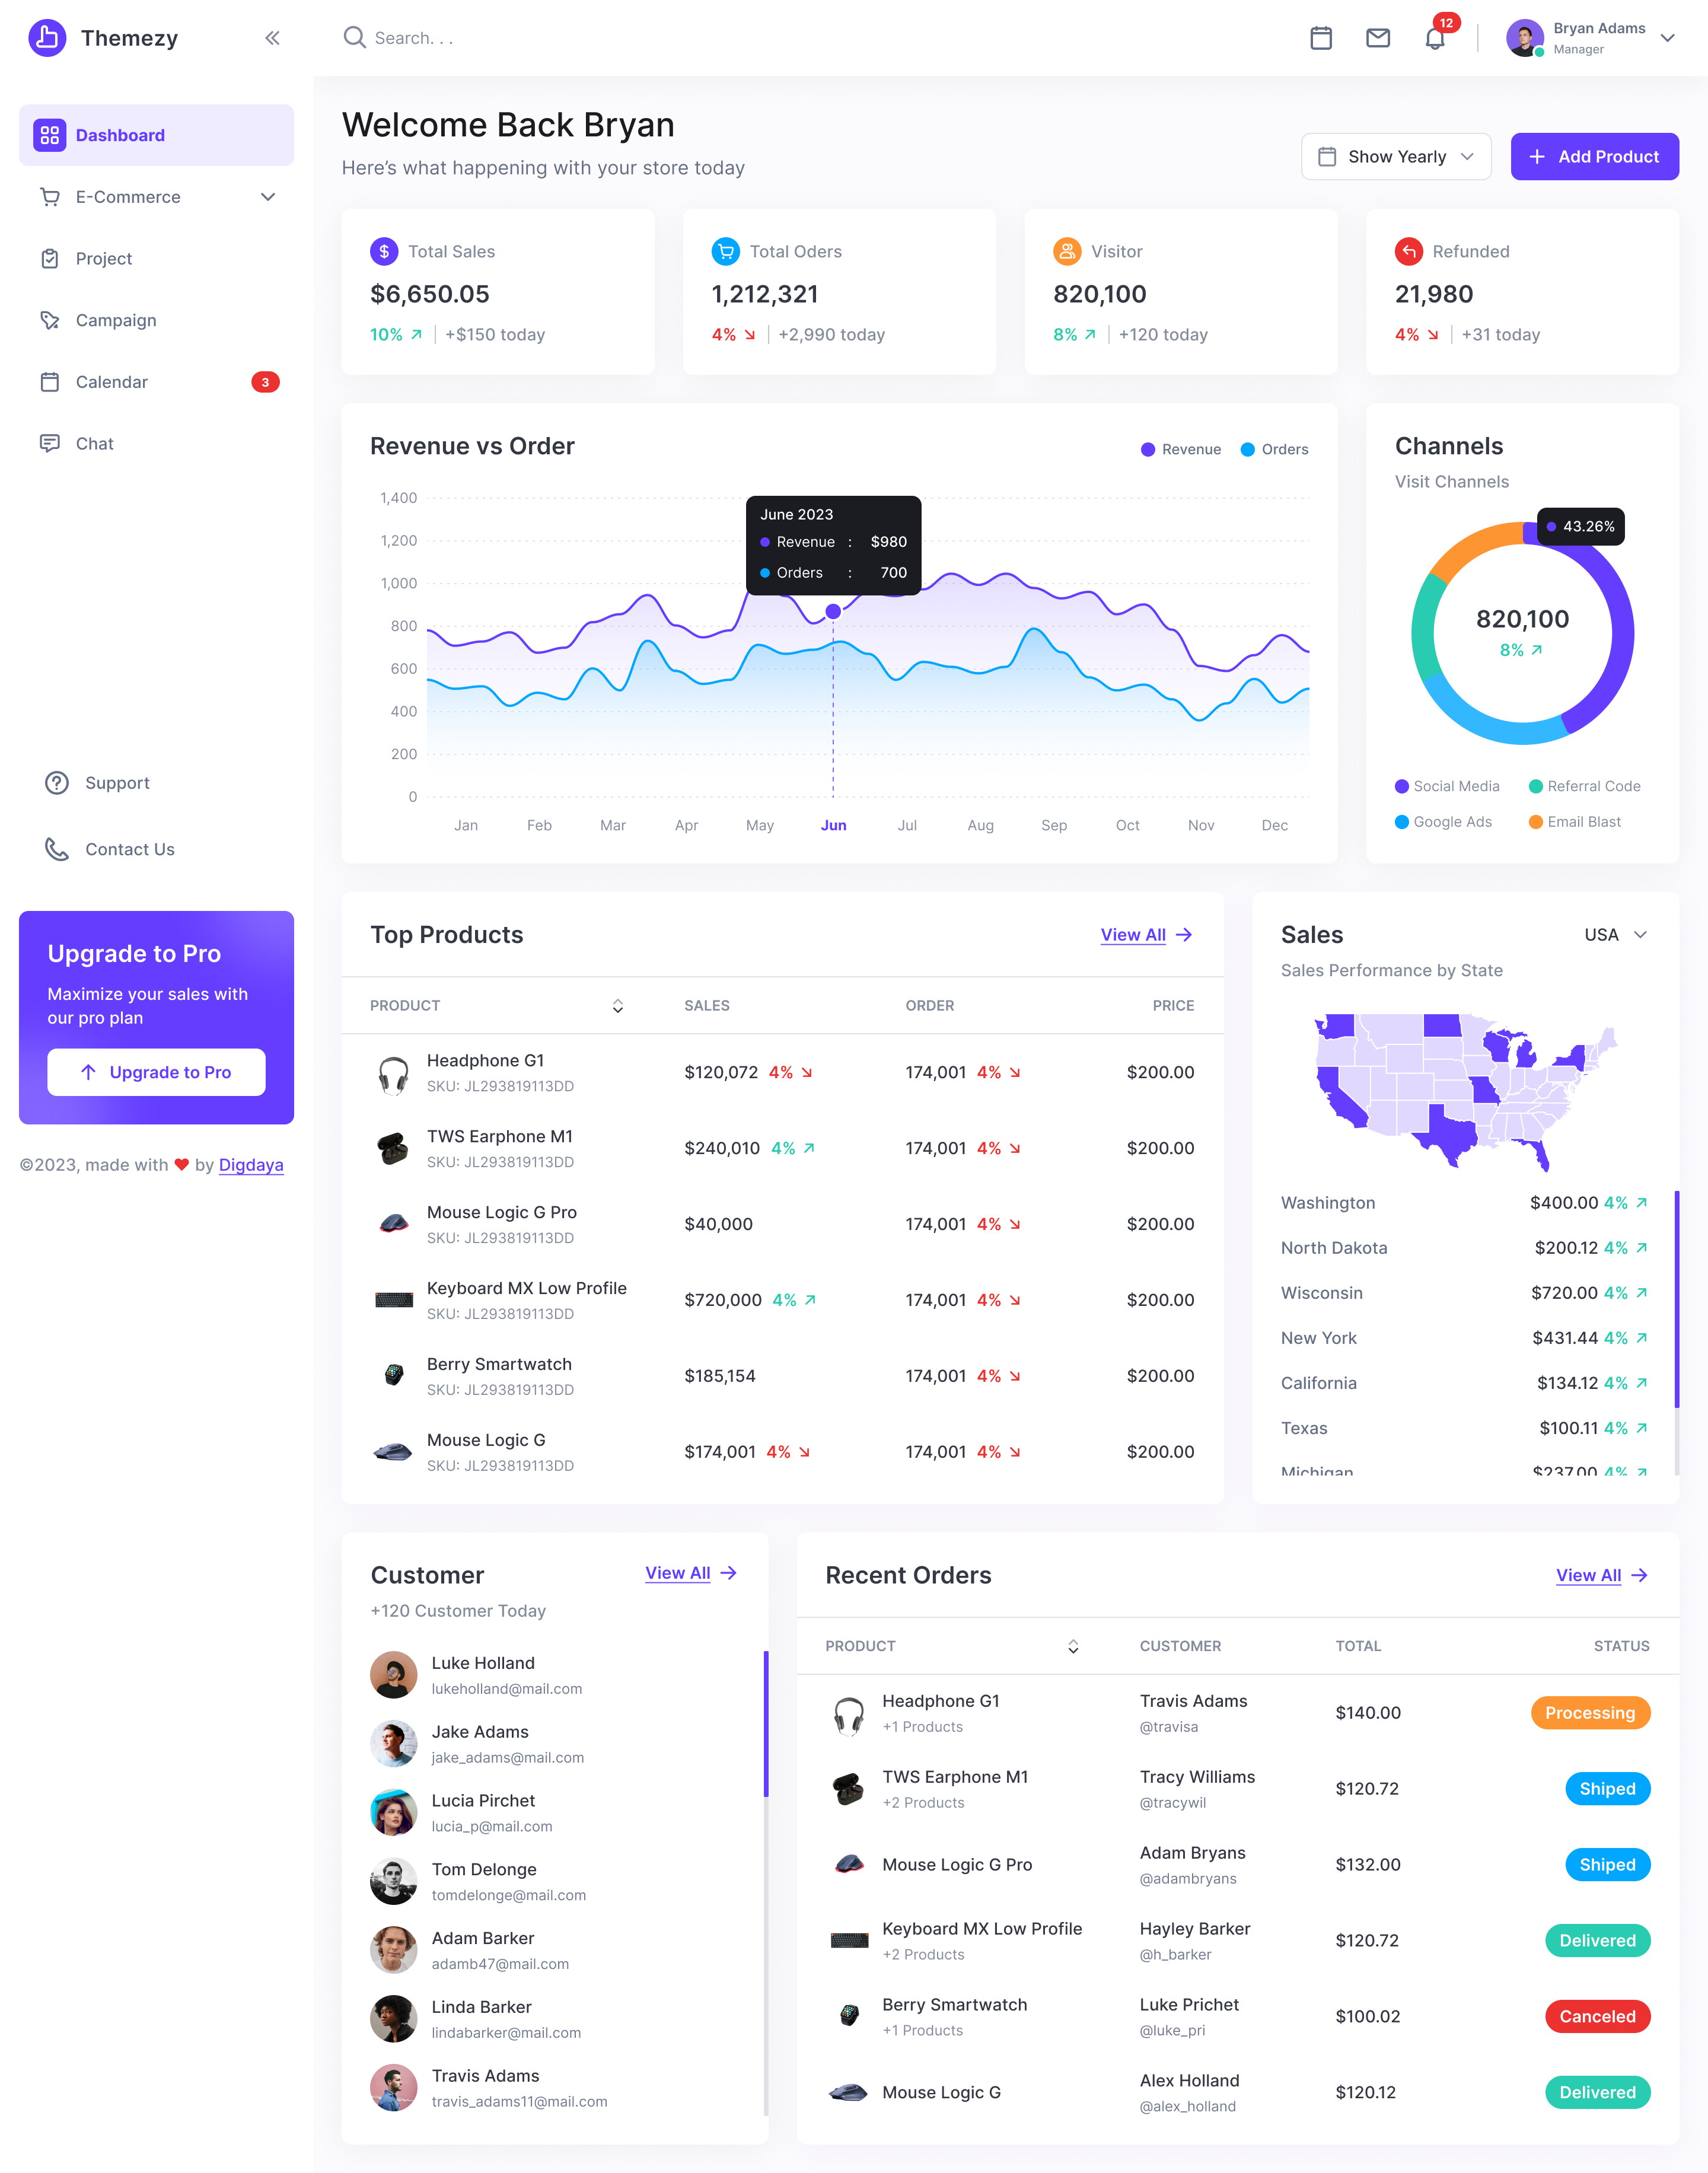 Themezy
Search. . .
12
Bryan Adams
Manager
Dashboard
E-Commerce
Project
Campaign
Calendar
3
Chat
Support
Contact Us
Upgrade to Pro
Maximize your sales with
our pro plan
Upgrade to Pro
©2023, made with ❤ by Digdaya
Welcome Back Bryan
Here’s what happening with your store today
Show Yearly
Add Product
Total Sales
$6,650.05
10% +$150 today
Total Oders
1,212,321
4% +2,990 today
Visitor
820,100
8% +120 today
Refunded
21,980
4% +31 today
Revenue vs Order
Revenue Orders
1,400
1,200
1,000
800
600
400
200
0
June 2023
Revenue : $980
Orders : 700
Jan Feb Mar Apr May Jun Jul Aug Sep Oct Nov Dec
Channels
Visit Channels
43.26%
820,100
8%
Social Media Referral Code
Google Ads Email Blast
Top Products
View All
PRODUCT SALES ORDER PRICE
Headphone G1
SKU: JL293819113DD
$120,072 4% 174,001 4% $200.00
TWS Earphone M1
SKU: JL293819113DD
$240,010 4% 174,001 4% $200.00
Mouse Logic G Pro
SKU: JL293819113DD
$40,000 174,001 4% $200.00
Keyboard MX Low Profile
SKU: JL293819113DD
$720,000 4% 174,001 4% $200.00
Berry Smartwatch
SKU: JL293819113DD
$185,154 174,001 4% $200.00
Mouse Logic G
SKU: JL293819113DD
$174,001 4% 174,001 4% $200.00
Sales
USA
Sales Performance by State
Washington $400.00 4%
North Dakota $200.12 4%
Wisconsin $720.00 4%
New York $431.44 4%
California $134.12 4%
Texas $100.11 4%
Michigan $237.00 4%
Customer
View All
+120 Customer Today
Luke Holland
lukeholland@mail.com
Jake Adams
jake_adams@mail.com
Lucia Pirchet
lucia_p@mail.com
Tom Delonge
tomdelonge@mail.com
Adam Barker
adamb47@mail.com
Linda Barker
lindabarker@mail.com
Travis Adams
travis_adams11@mail.com
Recent Orders
View All
PRODUCT CUSTOMER TOTAL STATUS
Headphone G1
+1 Products
Travis Adams
@travisa
$140.00
Processing
TWS Earphone M1
+2 Products
Tracy Williams
@tracywil
$120.72
Shiped
Mouse Logic G Pro
Adam Bryans
@adambryans
$132.00
Shiped
Keyboard MX Low Profile
+2 Products
Hayley Barker
@h_barker
$120.72
Delivered
Berry Smartwatch
+1 Products
Luke Prichet
@luke_pri
$100.02
Canceled
Mouse Logic G
Alex Holland
@alex_holland
$120.12
Delivered